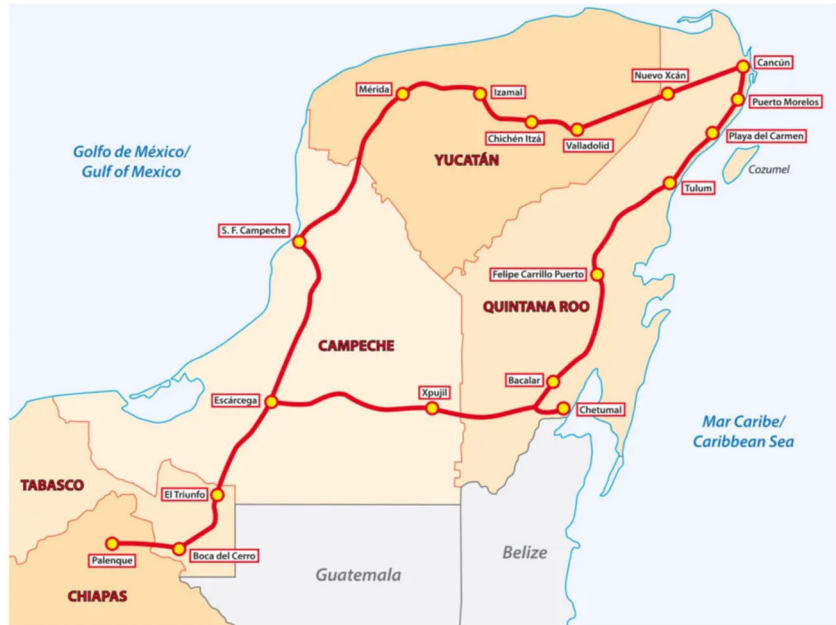 Cancún
Nuevo Xcán
Mérida
Izamal
Puerto Morelos
Chichén Itzá
Valladolid
Playa del Carmen
Golfo de México/
Gulf of Mexico
YUCATÁN
Cozumel
Tulum
S. F. Campeche
Felipe Carrillo Puerto
QUINTANA ROO
CAMPECHE
Bacalar
Xpujil
Escárcega
Chetumal
Mar Caribe/
Caribbean Sea
TABASCO
El Triunfo
Palenque
Boca del Cerro
Belize
Guatemala
CHIAPAS